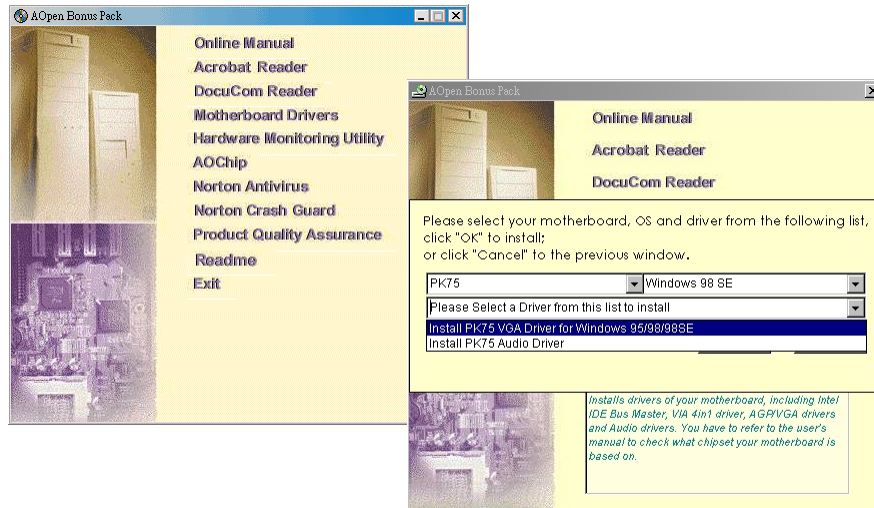 AOpen Bonus Pack
Online Manual
Acrobat Reader
DocuCom Reader
Motherboard Drivers
Hardware Monitoring Utility
AOChip
Norton Antivirus
Norton Crash Guard
Product Quality Assurance
Readme
Exit
AOpen Bonus Pack
Online Manual
Acrobat Reader
DocuCom Reader
Please select your motherboard, OS and driver from the following list,
click "OK" to install;
or click "Cancel" to the previous window.
PK75
Windows 98 SE
Please Select a Driver from this list to install
Install PK75 VGA Driver for Windows 95/98/98SE
Install PK75 Audio Driver
Installs drivers of your motherboard, including Intel
IDE Bus Master, VIA 4in1 driver, AGP/VGA drivers
and Audio drivers. You have to refer to the user's
manual to check what chipset your motherboard is
based on.